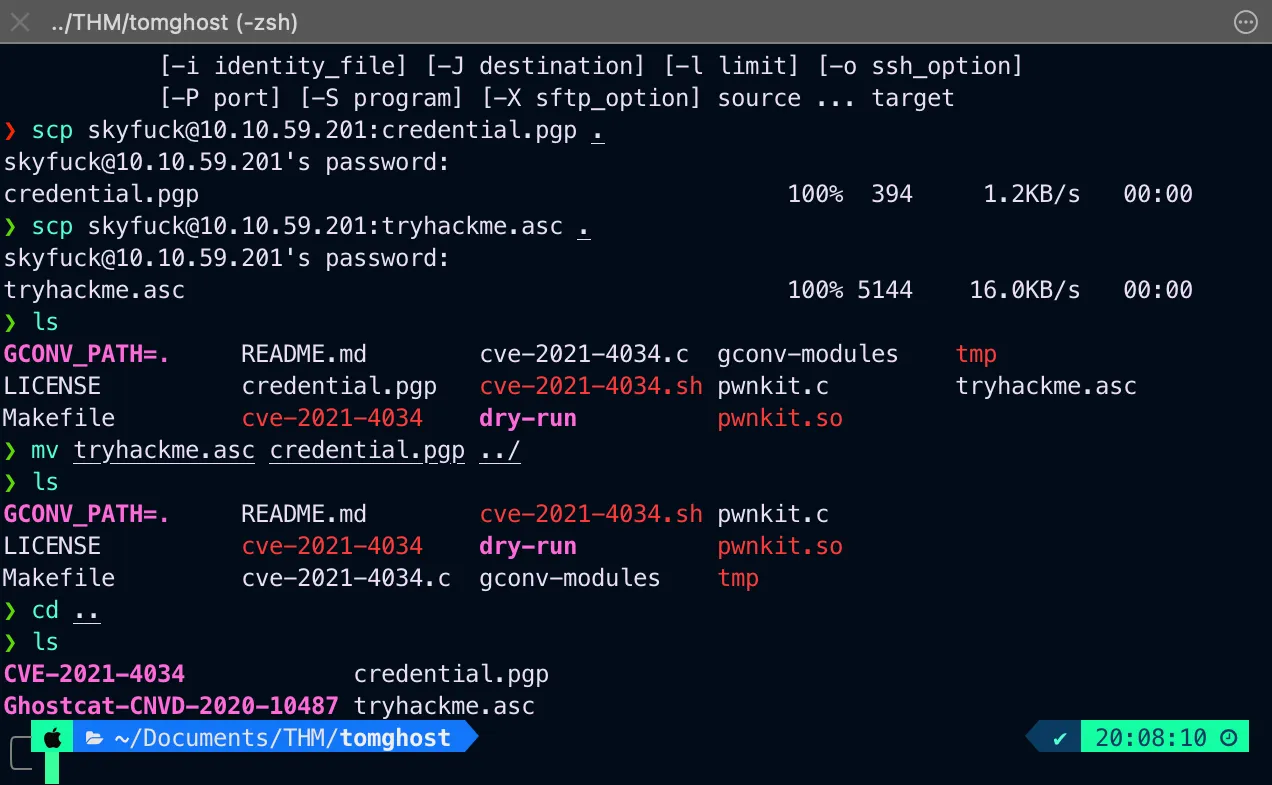 ../THM/tomghost (-zsh)
[-i identity_file] [-J destination] [-l limit] [-o ssh_option]
[-P port] [-S program] [-X sftp_option] source ... target
❯ scp skyfuck@10.10.59.201:credential.pgp .
skyfuck@10.10.59.201's password:
credential.pgp 100% 394 1.2KB/s 00:00
❯ scp skyfuck@10.10.59.201:tryhackme.asc .
skyfuck@10.10.59.201's password:
tryhackme.asc 100% 5144 16.0KB/s 00:00
❯ ls
GCONV_PATH=. README.md cve-2021-4034.c gconv-modules tmp
LICENSE credential.pgp cve-2021-4034.sh pwnkit.c tryhackme.asc
Makefile cve-2021-4034 dry-run pwnkit.so
❯ mv tryhackme.asc credential.pgp ../
❯ ls
GCONV_PATH=. README.md cve-2021-4034.sh pwnkit.c
LICENSE cve-2021-4034 dry-run pwnkit.so
Makefile cve-2021-4034.c gconv-modules tmp
❯ cd ..
❯ ls
CVE-2021-4034 credential.pgp
Ghostcat-CNVD-2020-10487 tryhackme.asc
~/Documents/THM/tomghost ✔ 20:08:10